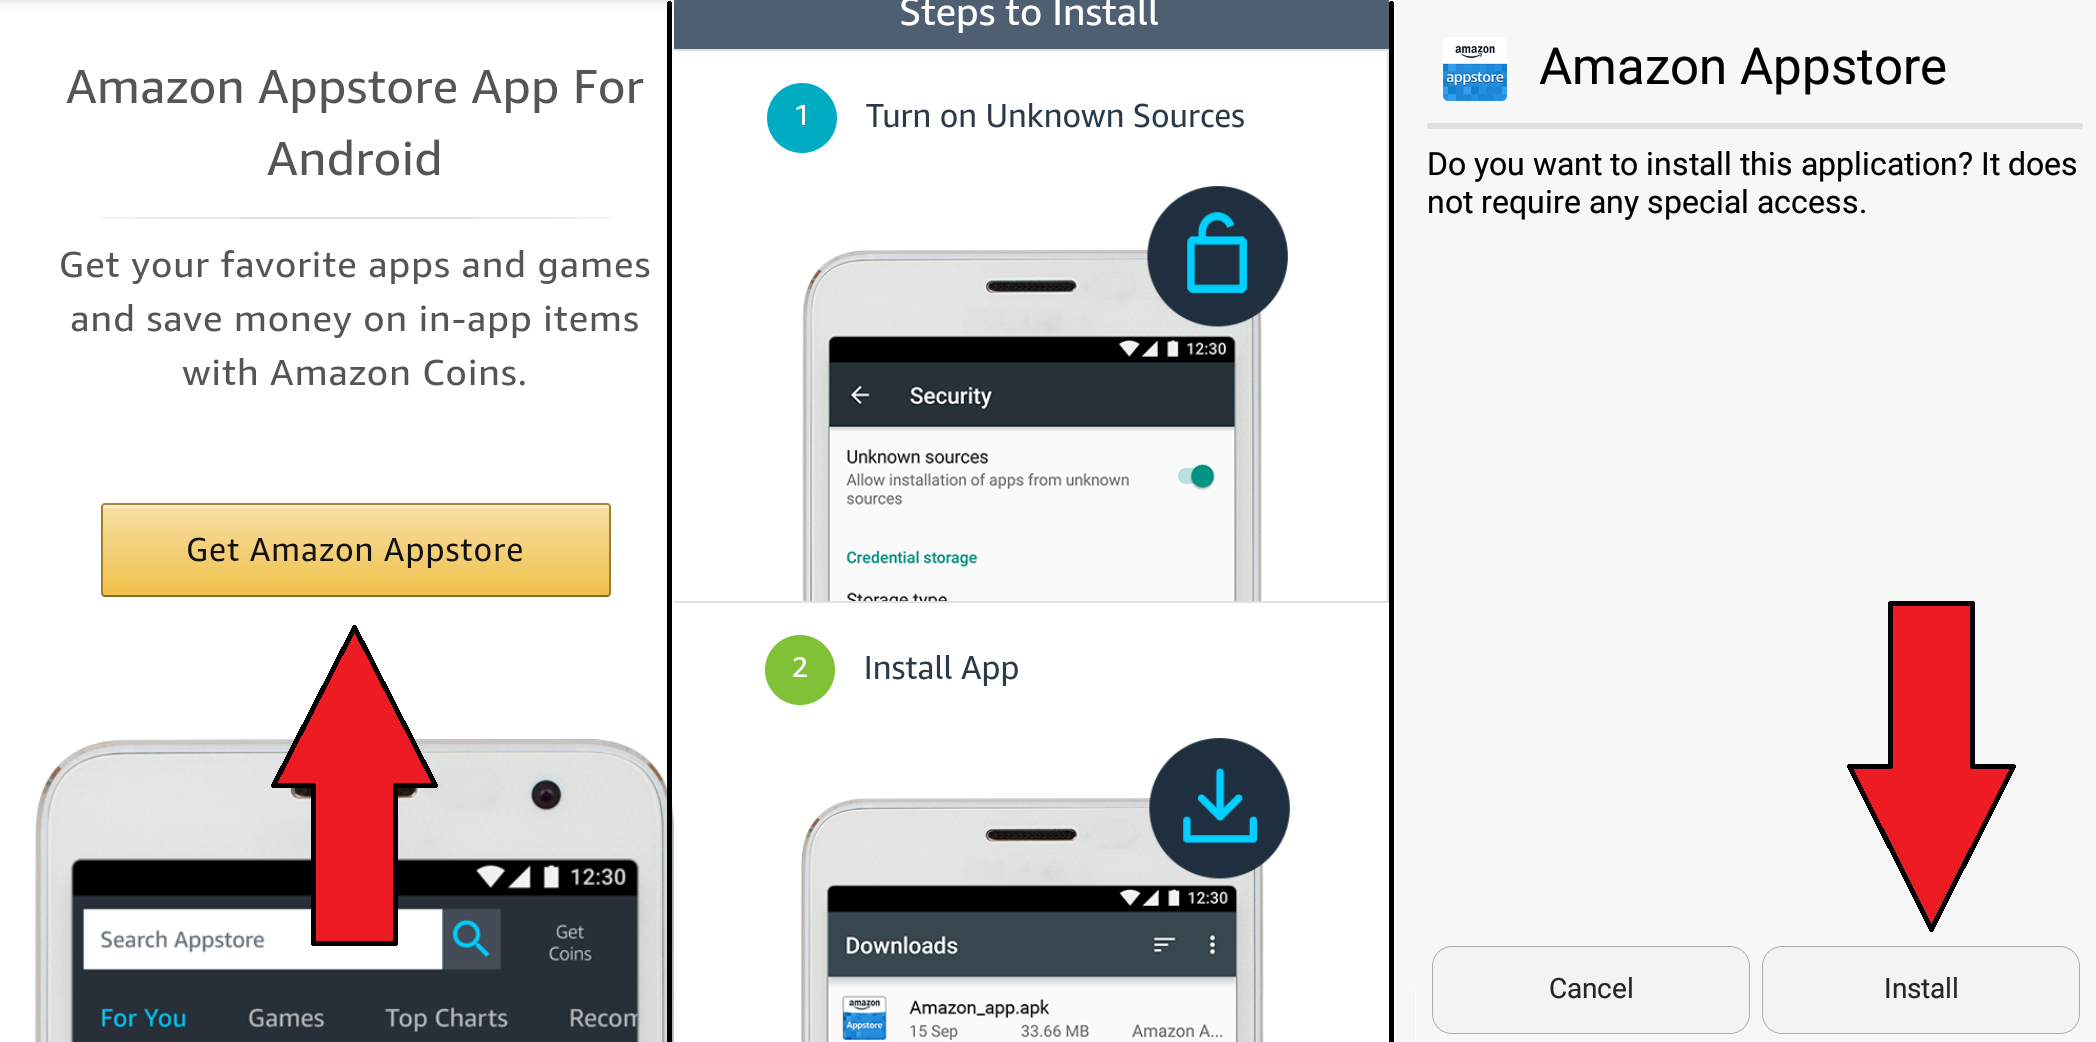 Amazon Appstore App For
Android
Get your favorite apps and games
and save money on in-app items
with Amazon Coins.
Get Amazon Appstore
12:30
Search Appstore
Get
Coins
For You
Games
Top Charts
Recom
Steps to Install
1
Turn on Unknown Sources
12:30
Security
Unknown sources
Allow installation of apps from unknown
sources
Credential storage
Storage type
2
Install App
12:30
Downloads
amazon
Appstore
Amazon_app.apk
15 Sep
33.66 MB
Amazon A...
amazon
appstore
Amazon Appstore
Do you want to install this application? It does
not require any special access.
Cancel
Install